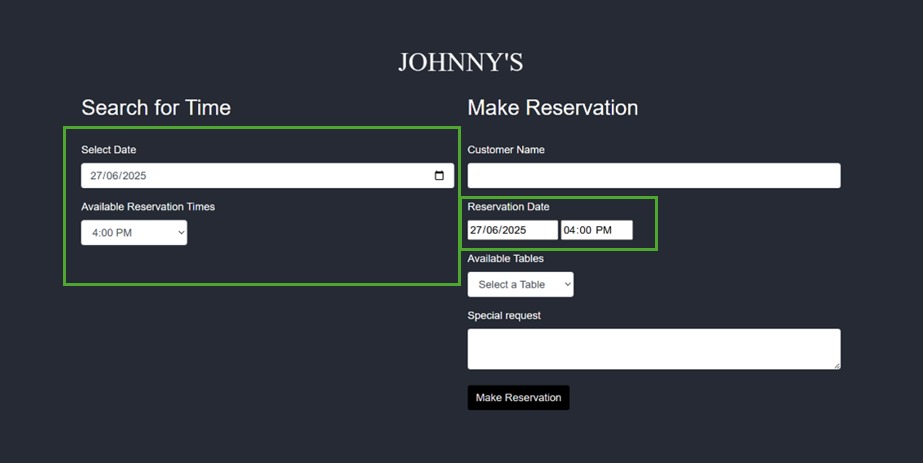 JOHNNY'S
Search for Time
Select Date
27/06/2025
Available Reservation Times
4:00 PM
Make Reservation
Customer Name
Reservation Date
27/06/2025 04:00 PM
Available Tables
Select a Table
Special request
Make Reservation